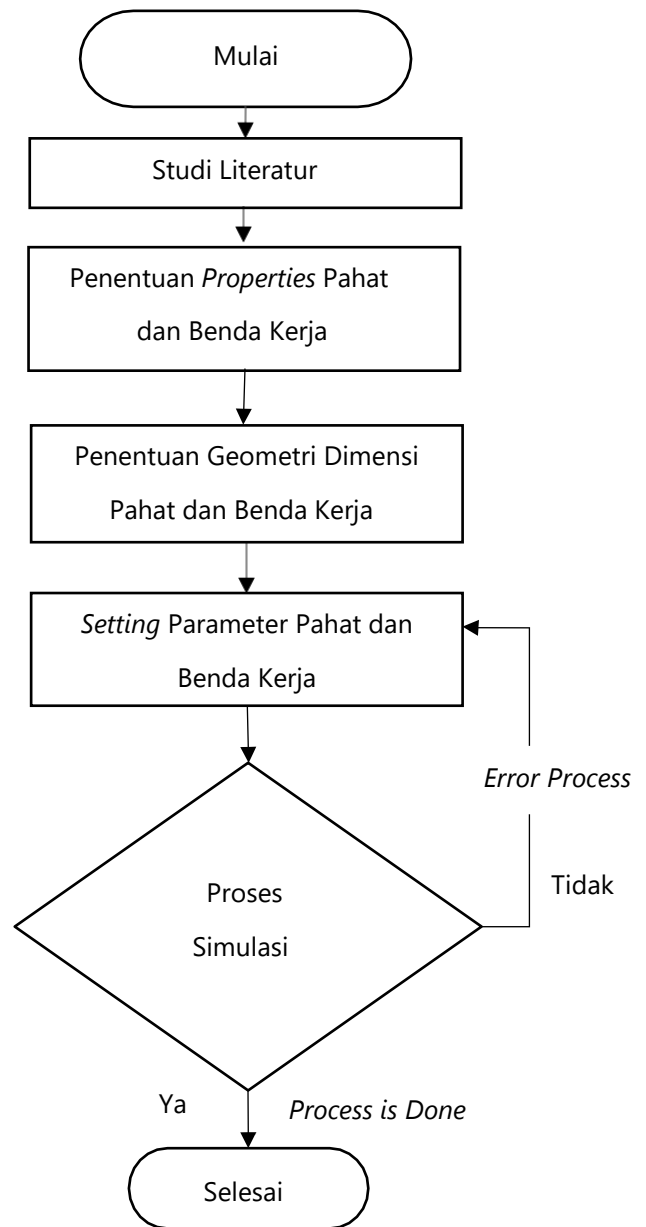 Mulai
Studi Literatur
Penentuan Properties Pahat
dan Benda Kerja
Penentuan Geometri Dimensi
Pahat dan Benda Kerja
Setting Parameter Pahat dan
Benda Kerja
Error Process
Tidak
Proses
Simulasi
Ya
Process is Done
Selesai